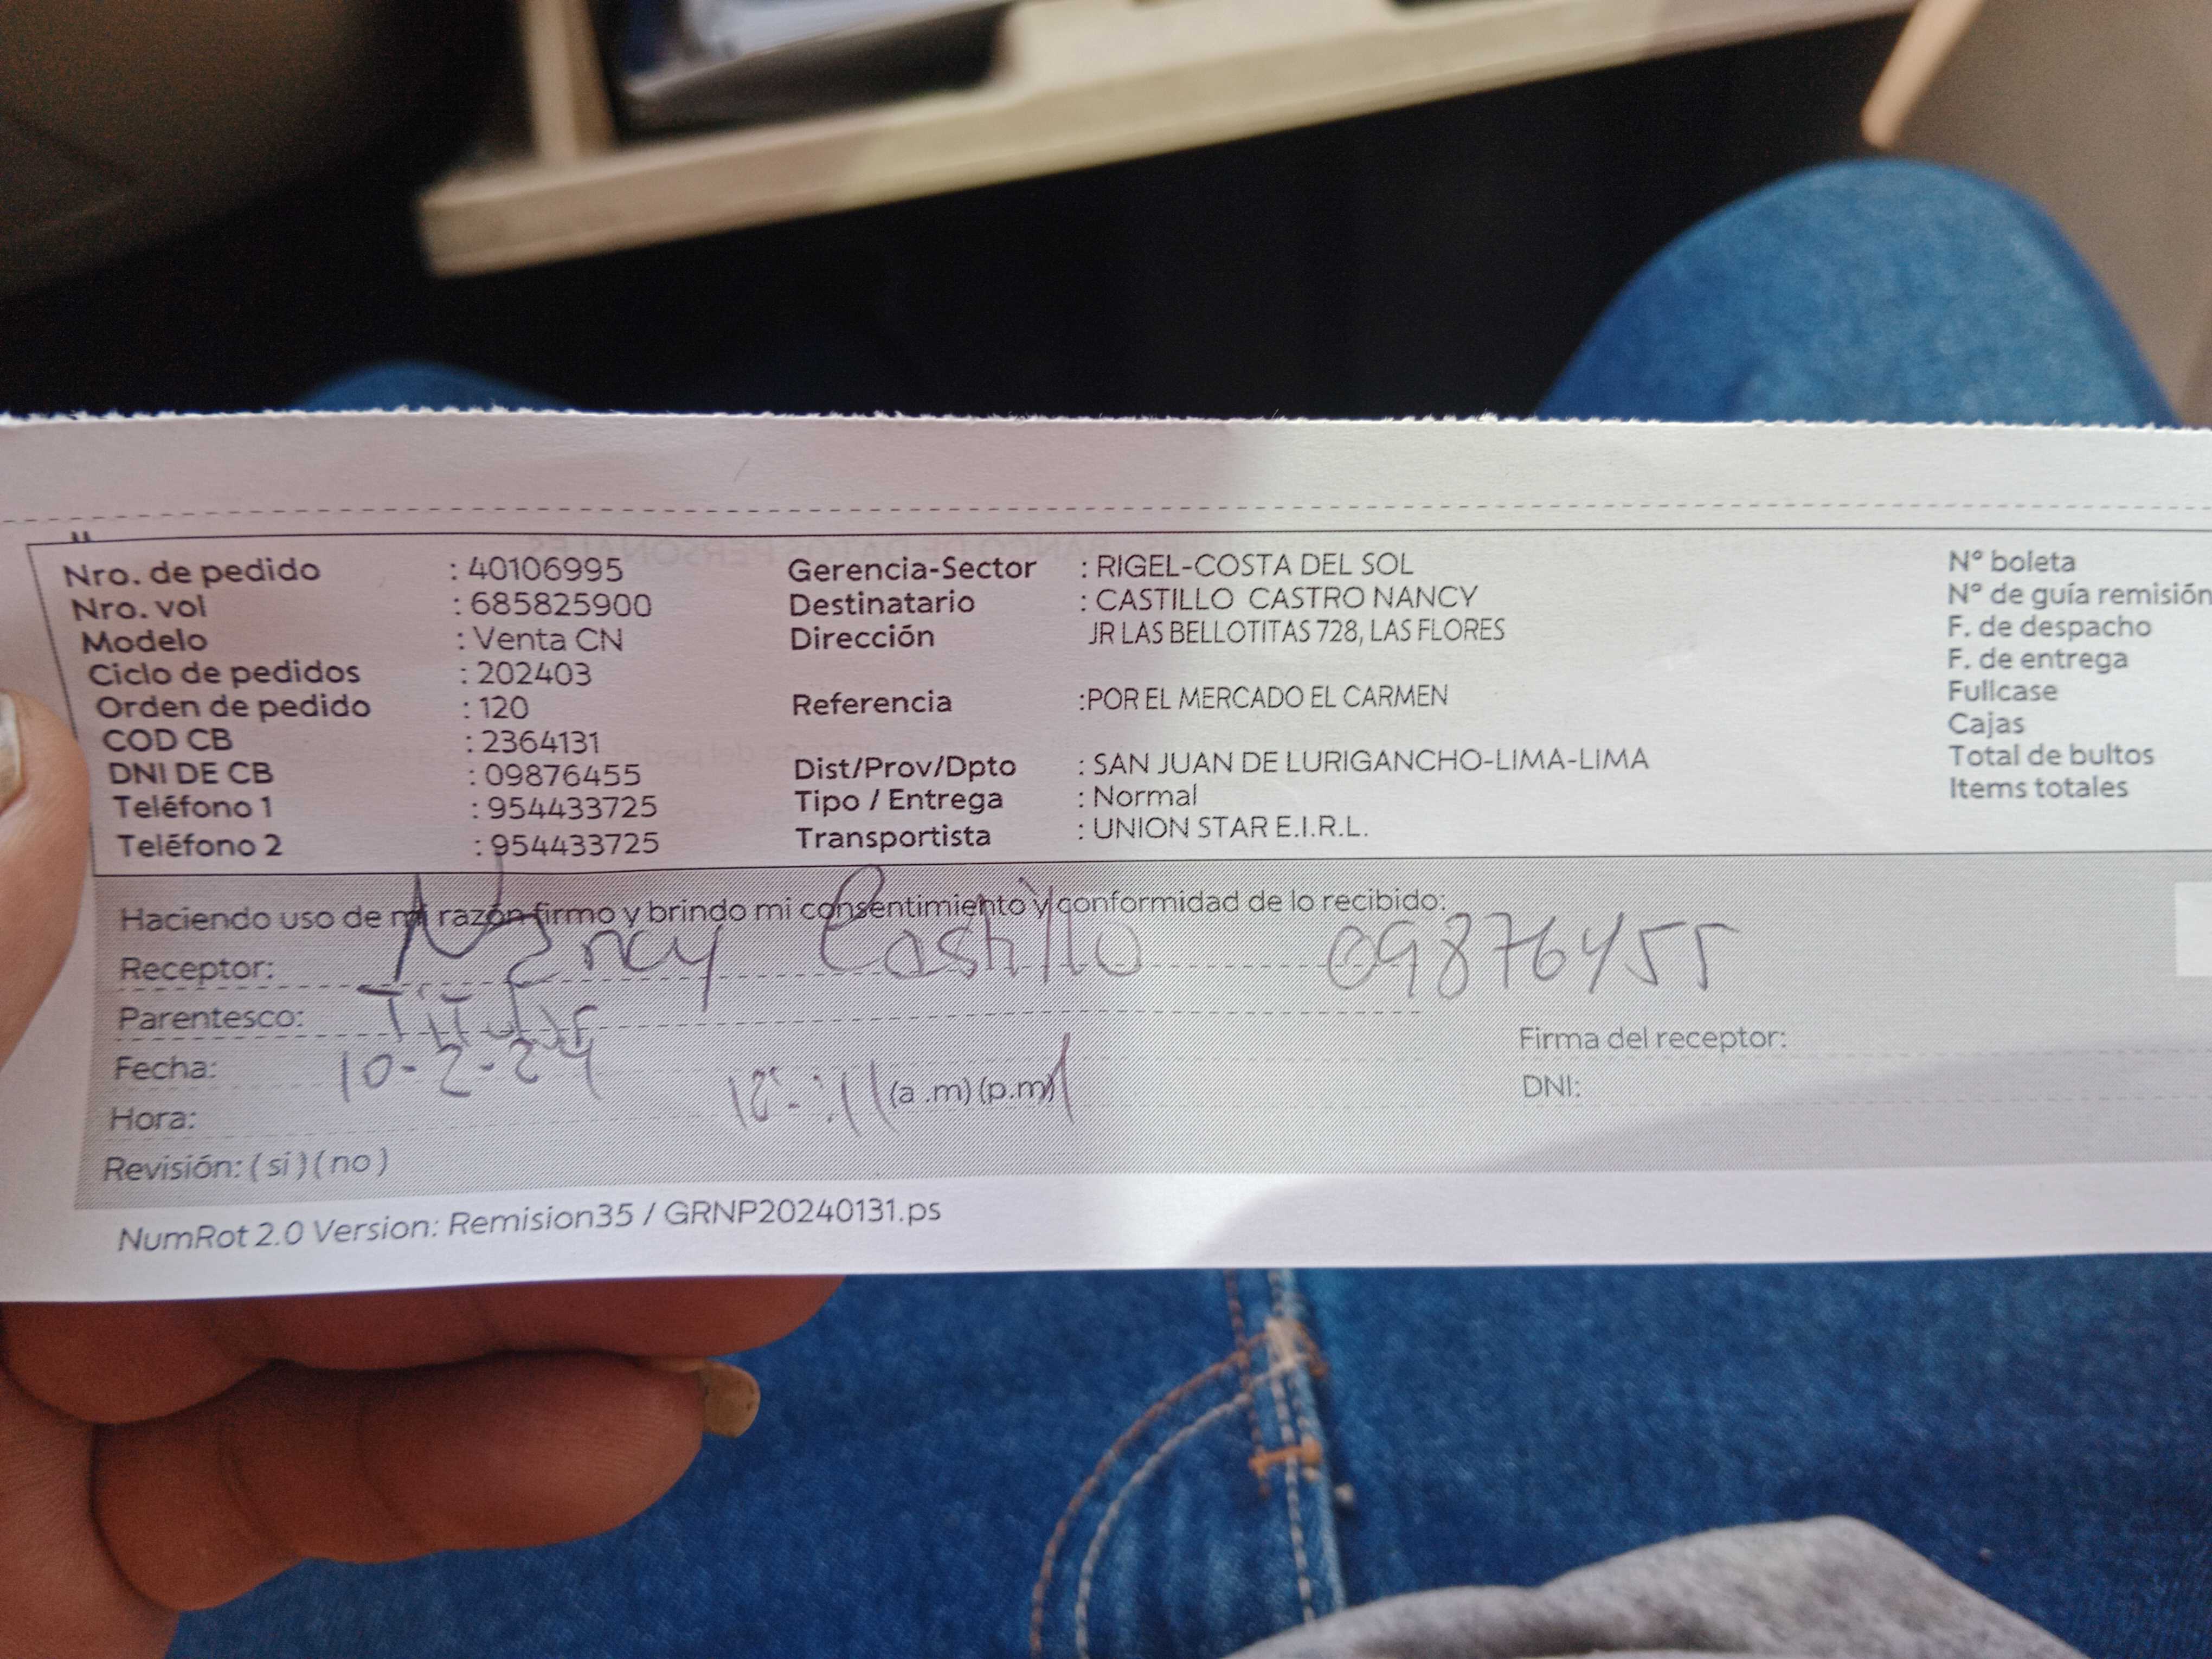 Nro. de pedido : 40106995 Gerencia-Sector : RIGEL-COSTA DEL SOL N° boleta
Nro. vol : 685825900 Destinatario : CASTILLO CASTRO NANCY N° de guía remisión
Modelo : Venta CN Dirección JR LAS BELLOTITAS 728, LAS FLORES F. de despacho
Ciclo de pedidos : 202403 F. de entrega
Orden de pedido : 120 Referencia :POR EL MERCADO EL CARMEN Fullcase
COD CB : 2364131 Cajas
DNI DE CB : 09876455 Dist/Prov/Dpto : SAN JUAN DE LURIGANCHO-LIMA-LIMA Total de bultos
Teléfono 1 : 954433725 Tipo / Entrega : Normal Items totales
Teléfono 2 : 954433725 Transportista : UNION STAR E.I.R.L.
Haciendo uso de mi razón firmo y brindo mi consentimiento y conformidad de lo recibido:
Receptor: Nancy Castillo 09876455
Parentesco: Titular
Firma del receptor:
Fecha: 10-2-24
Hora: (a .m) (p.m) DNI:
Revisión: ( si ) ( no )
NumRot 2.0 Version: Remision35 / GRNP20240131.ps